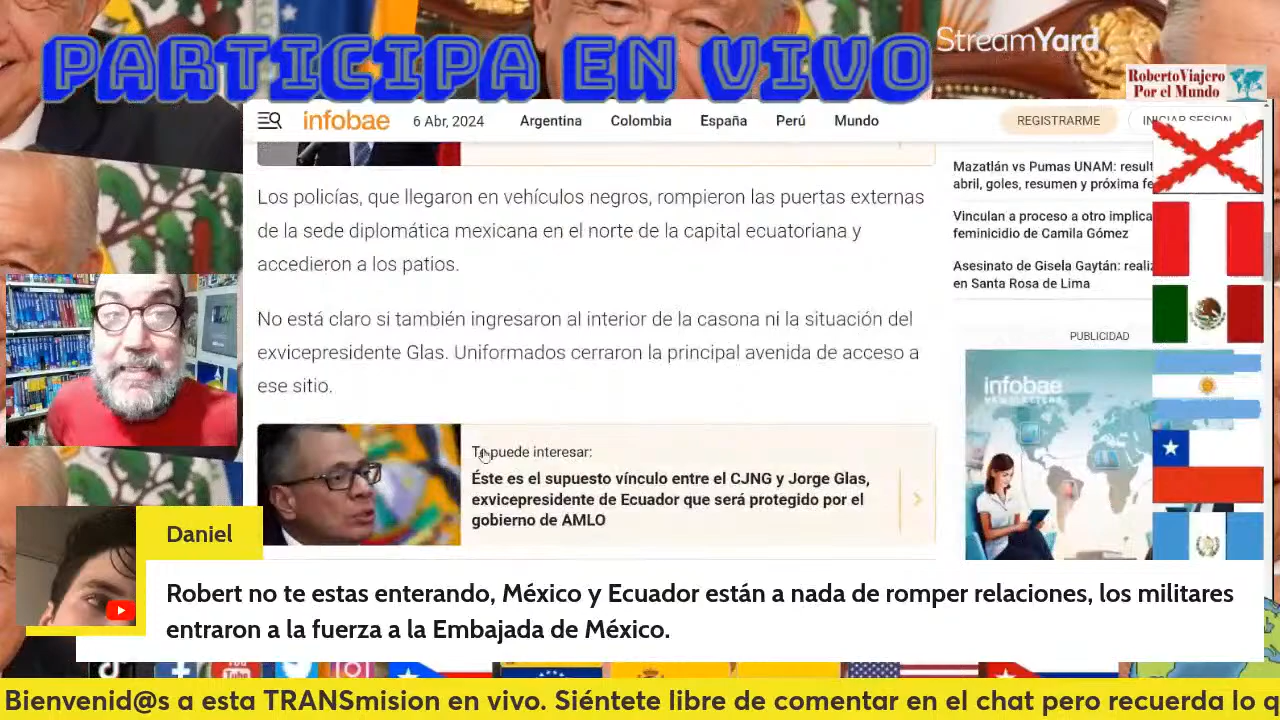 PARTICIPA EN VIVO
StreamYard
RobertoViajero
Por el Mundo
infobae
6 Abr, 2024
Argentina
Colombia
España
Perú
Mundo
REGISTRARME
INICIAR SESION
Los policías, que llegaron en vehículos negros, rompieron las puertas externas
de la sede diplomática mexicana en el norte de la capital ecuatoriana y
accedieron a los patios.
No está claro si también ingresaron al interior de la casona ni la situación del
exvicepresidente Glas. Uniformados cerraron la principal avenida de acceso a
ese sitio.
Mazatlán vs Pumas UNAM:
abril, goles, resumen y próxima
Vinculan a proceso a otro
feminicidio de Camila Gómez
Asesinato de Gisela Gaytán:
en Santa Rosa de Lima
PUBLICIDAD
infobae
NEWSLETTERS
puede interesar:
Éste es el supuesto vínculo entre el CJNG y Jorge Glas,
exvicepresidente de Ecuador que será protegido por el
gobierno de AMLO
Daniel
Robert no te estas enterando, México y Ecuador están a nada de romper relaciones, los militares
entraron a la fuerza a la Embajada de México.
You
Tube
Bienvenid@s a esta TRANSmision en vivo. Siéntete libre de comentar en el chat pero recuerda lo q